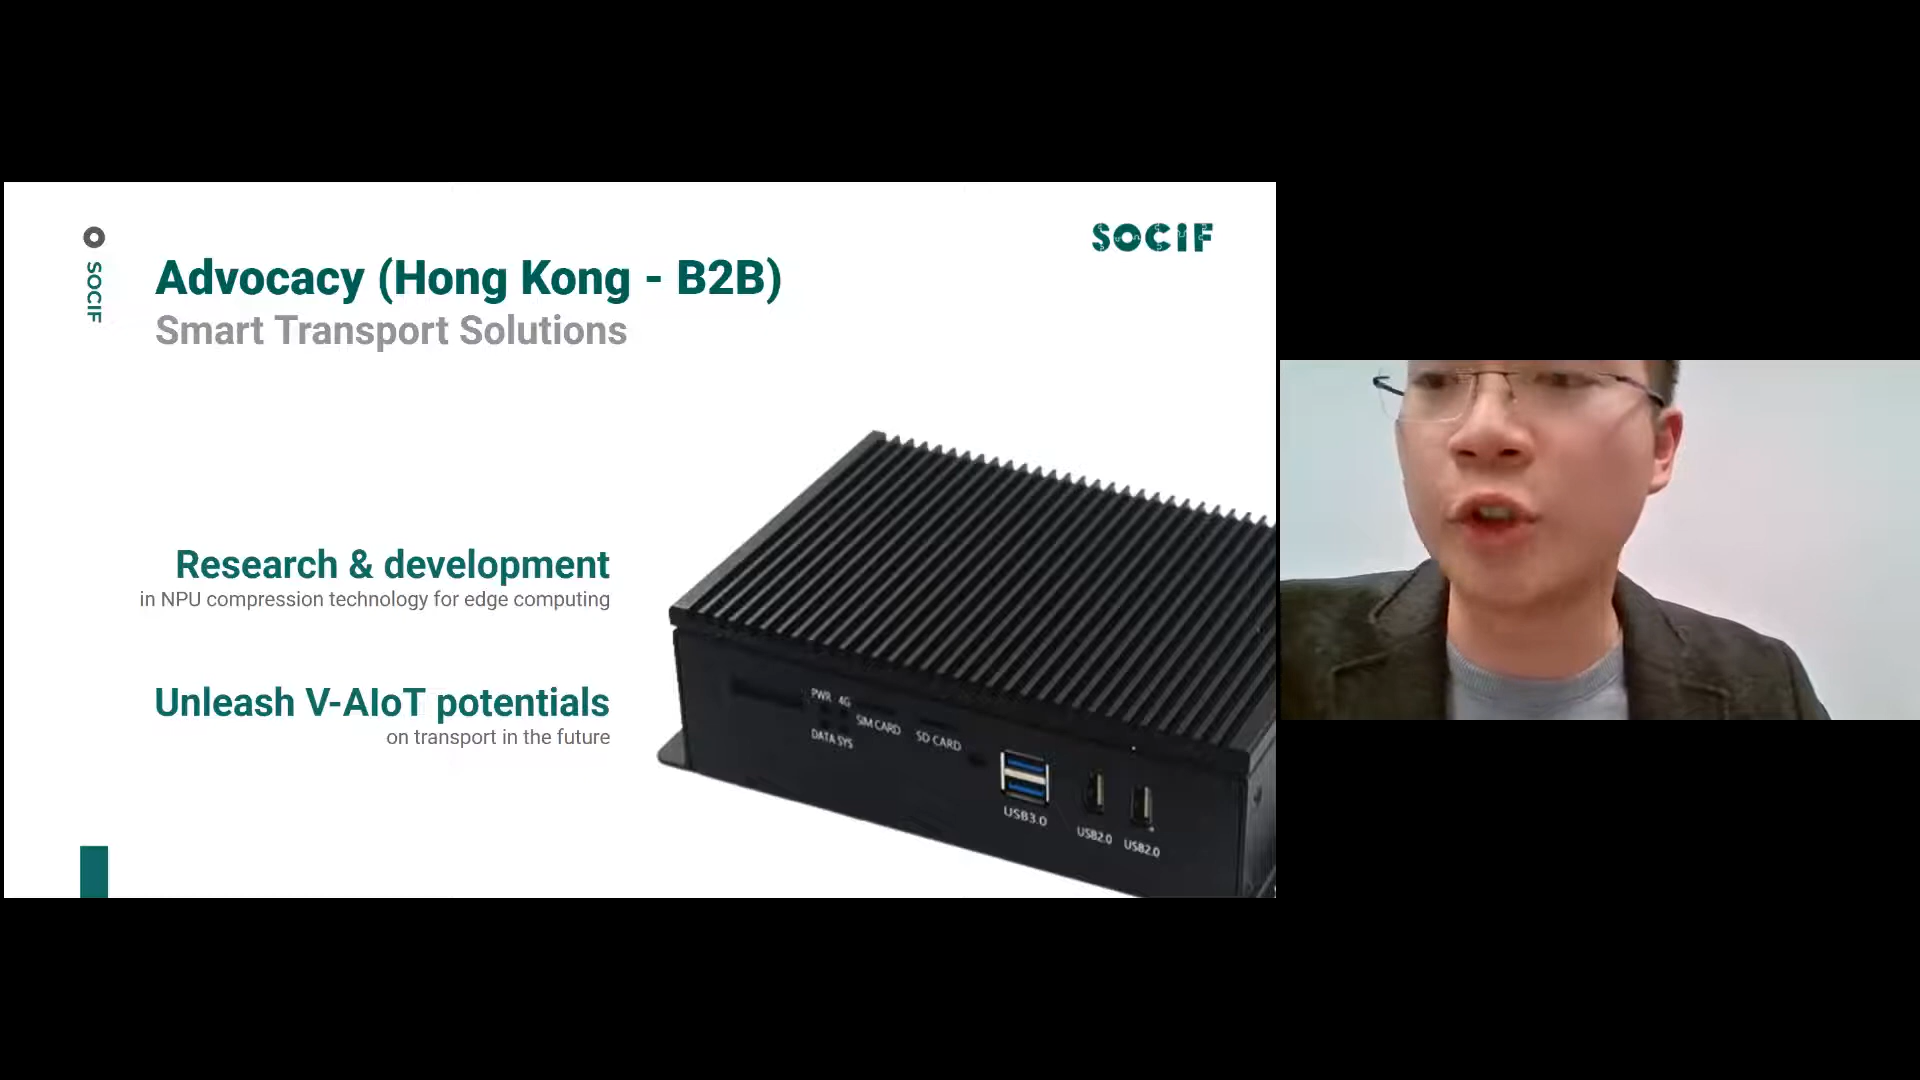 SOCIF
SOCIF
Advocacy (Hong Kong - B2B)
Smart Transport Solutions
Research & development
in NPU compression technology for edge computing
Unleash V-AIoT potentials
on transport in the future
PWR 4G
SIM CARD
SD CARD
DATA SYS
USB3.0
USB2.0
USB2.0